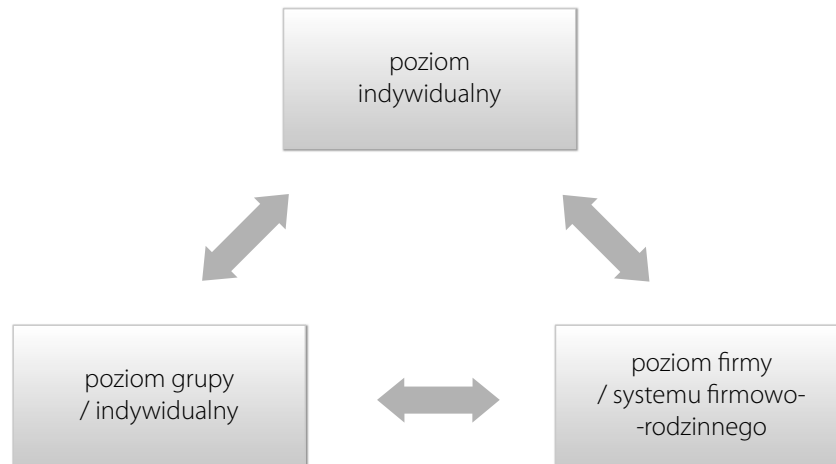 poziom
indywidualny
poziom grupy
/ indywidualny
poziom firmy
/ systemu firmowo-
-rodzinnego